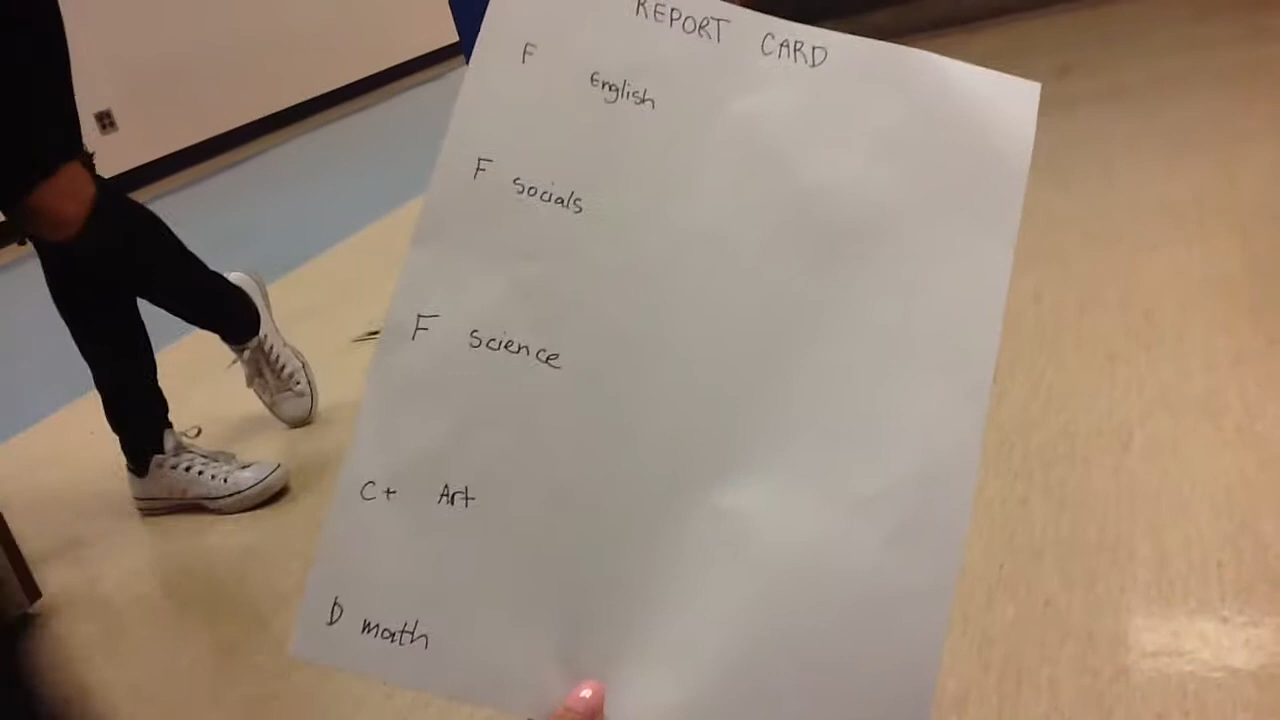 REPORT CARD
F English
F Socials
F Science
C+ Art
D math